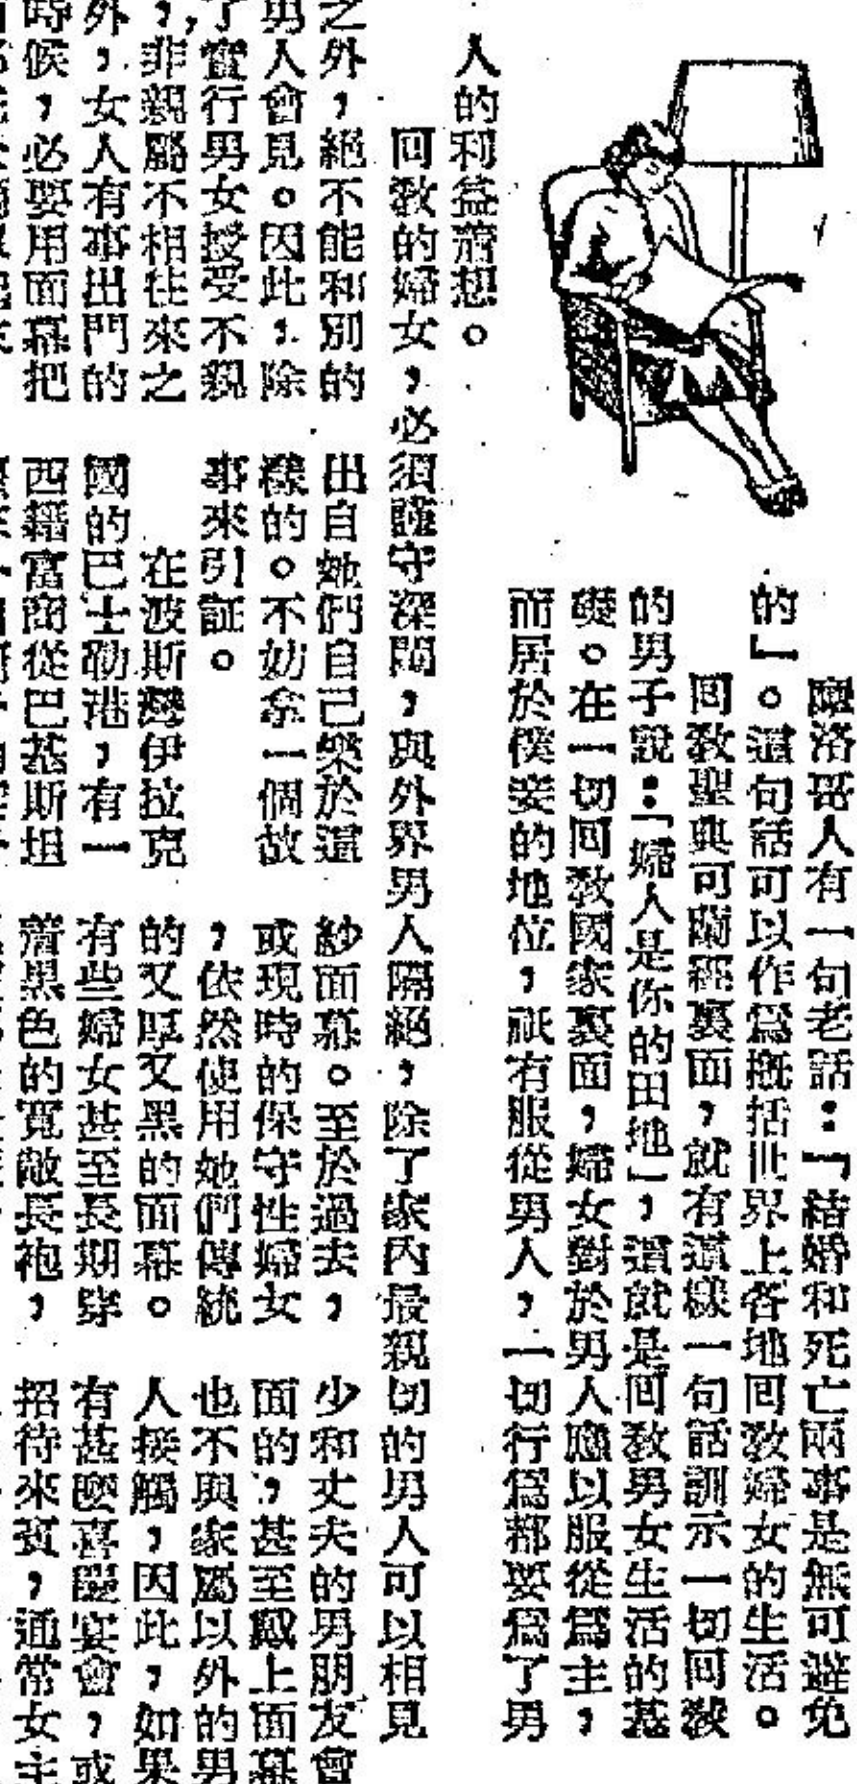 摩洛哥人有一句老話：「結婚和死亡兩事是無可避免
的」。這句話可以作爲概括世界上各地回教婦女的生活。
回教聖典可蘭經裏面，就有這樣一句話訓示一切回教
的男子說：「婦人是你的田地」，這就是回教男女生活的基
礎。在一切回教國家裏面，婦女對於男人應以服從爲主，
而居於僕妾的地位，祇有服從男人，一切行爲都要爲了男
人的利益着想。
回教的婦女，必須謹守深閨，與外界男人隔絕，除了家內最親切的男人可以相見
之外，絕不能和別的
男人會見。因此，除
了實行男女授受不親
，非親屬不相往來之
外，女人有事出門的
時候，必要用面幕把
出自她們自己樂於這
樣的。不妨拿一個故
事來引証。
在波斯灣伊拉克
國的巴士勒港，有一
西籍富商從巴基斯坦
紗面幕。至於過去，
或現時的保守性婦女
，依然使用她們傳統
的又厚又黑的面幕。
有些婦女甚至長期穿
着黑色的寬敞長袍，
少和丈夫的男朋友會
面的，甚至戴上面幕
也不與家屬以外的男
人接觸，因此，如果
有甚麼喜慶宴會，或
招待來賓，通常女主